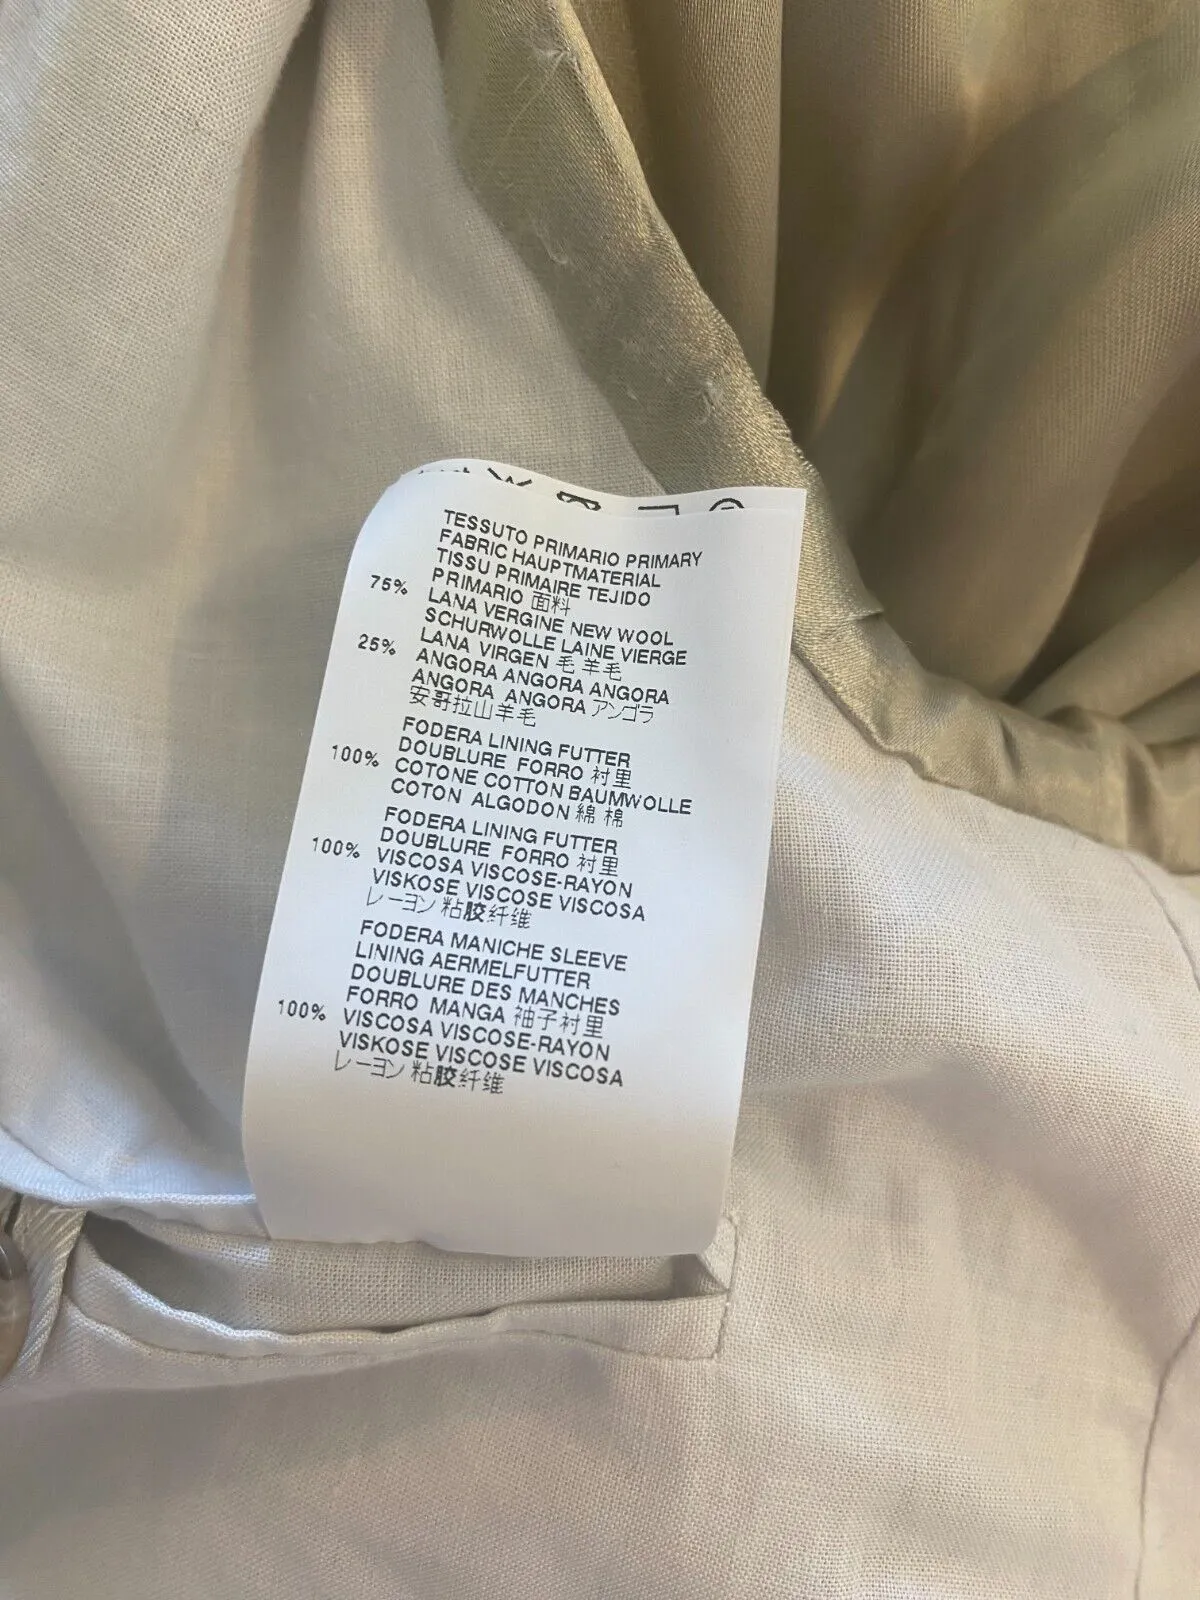 TESSUTO PRIMARIO PRIMARY
FABRIC HAUPTMATERIAL
TISSU PRIMAIRE TEJIDO
75% PRIMARIO 面料
LANA VERGINE NEW WOOL
SCHURWOLLE LAINE VIERGE
25% LANA VIRGEN 毛 羊毛
ANGORA ANGORA ANGORA
ANGORA ANGORA アンゴラ
安哥拉山羊毛
FODERA LINING FUTTER
100% DOUBLURE FORRO 衬里
COTONE COTTON BAUMWOLLE
COTON ALGODON 綿 棉
FODERA LINING FUTTER
100% DOUBLURE FORRO 衬里
VISCOSA VISCOSE-RAYON
VISKOSE VISCOSE VISCOSA
レーヨン 粘胶纤维
FODERA MANICHE SLEEVE
LINING AERMELFUTTER
DOUBLURE DES MANCHES
100% FORRO MANGA 袖子衬里
VISCOSA VISCOSE-RAYON
VISKOSE VISCOSE VISCOSA
レーヨン 粘胶纤维